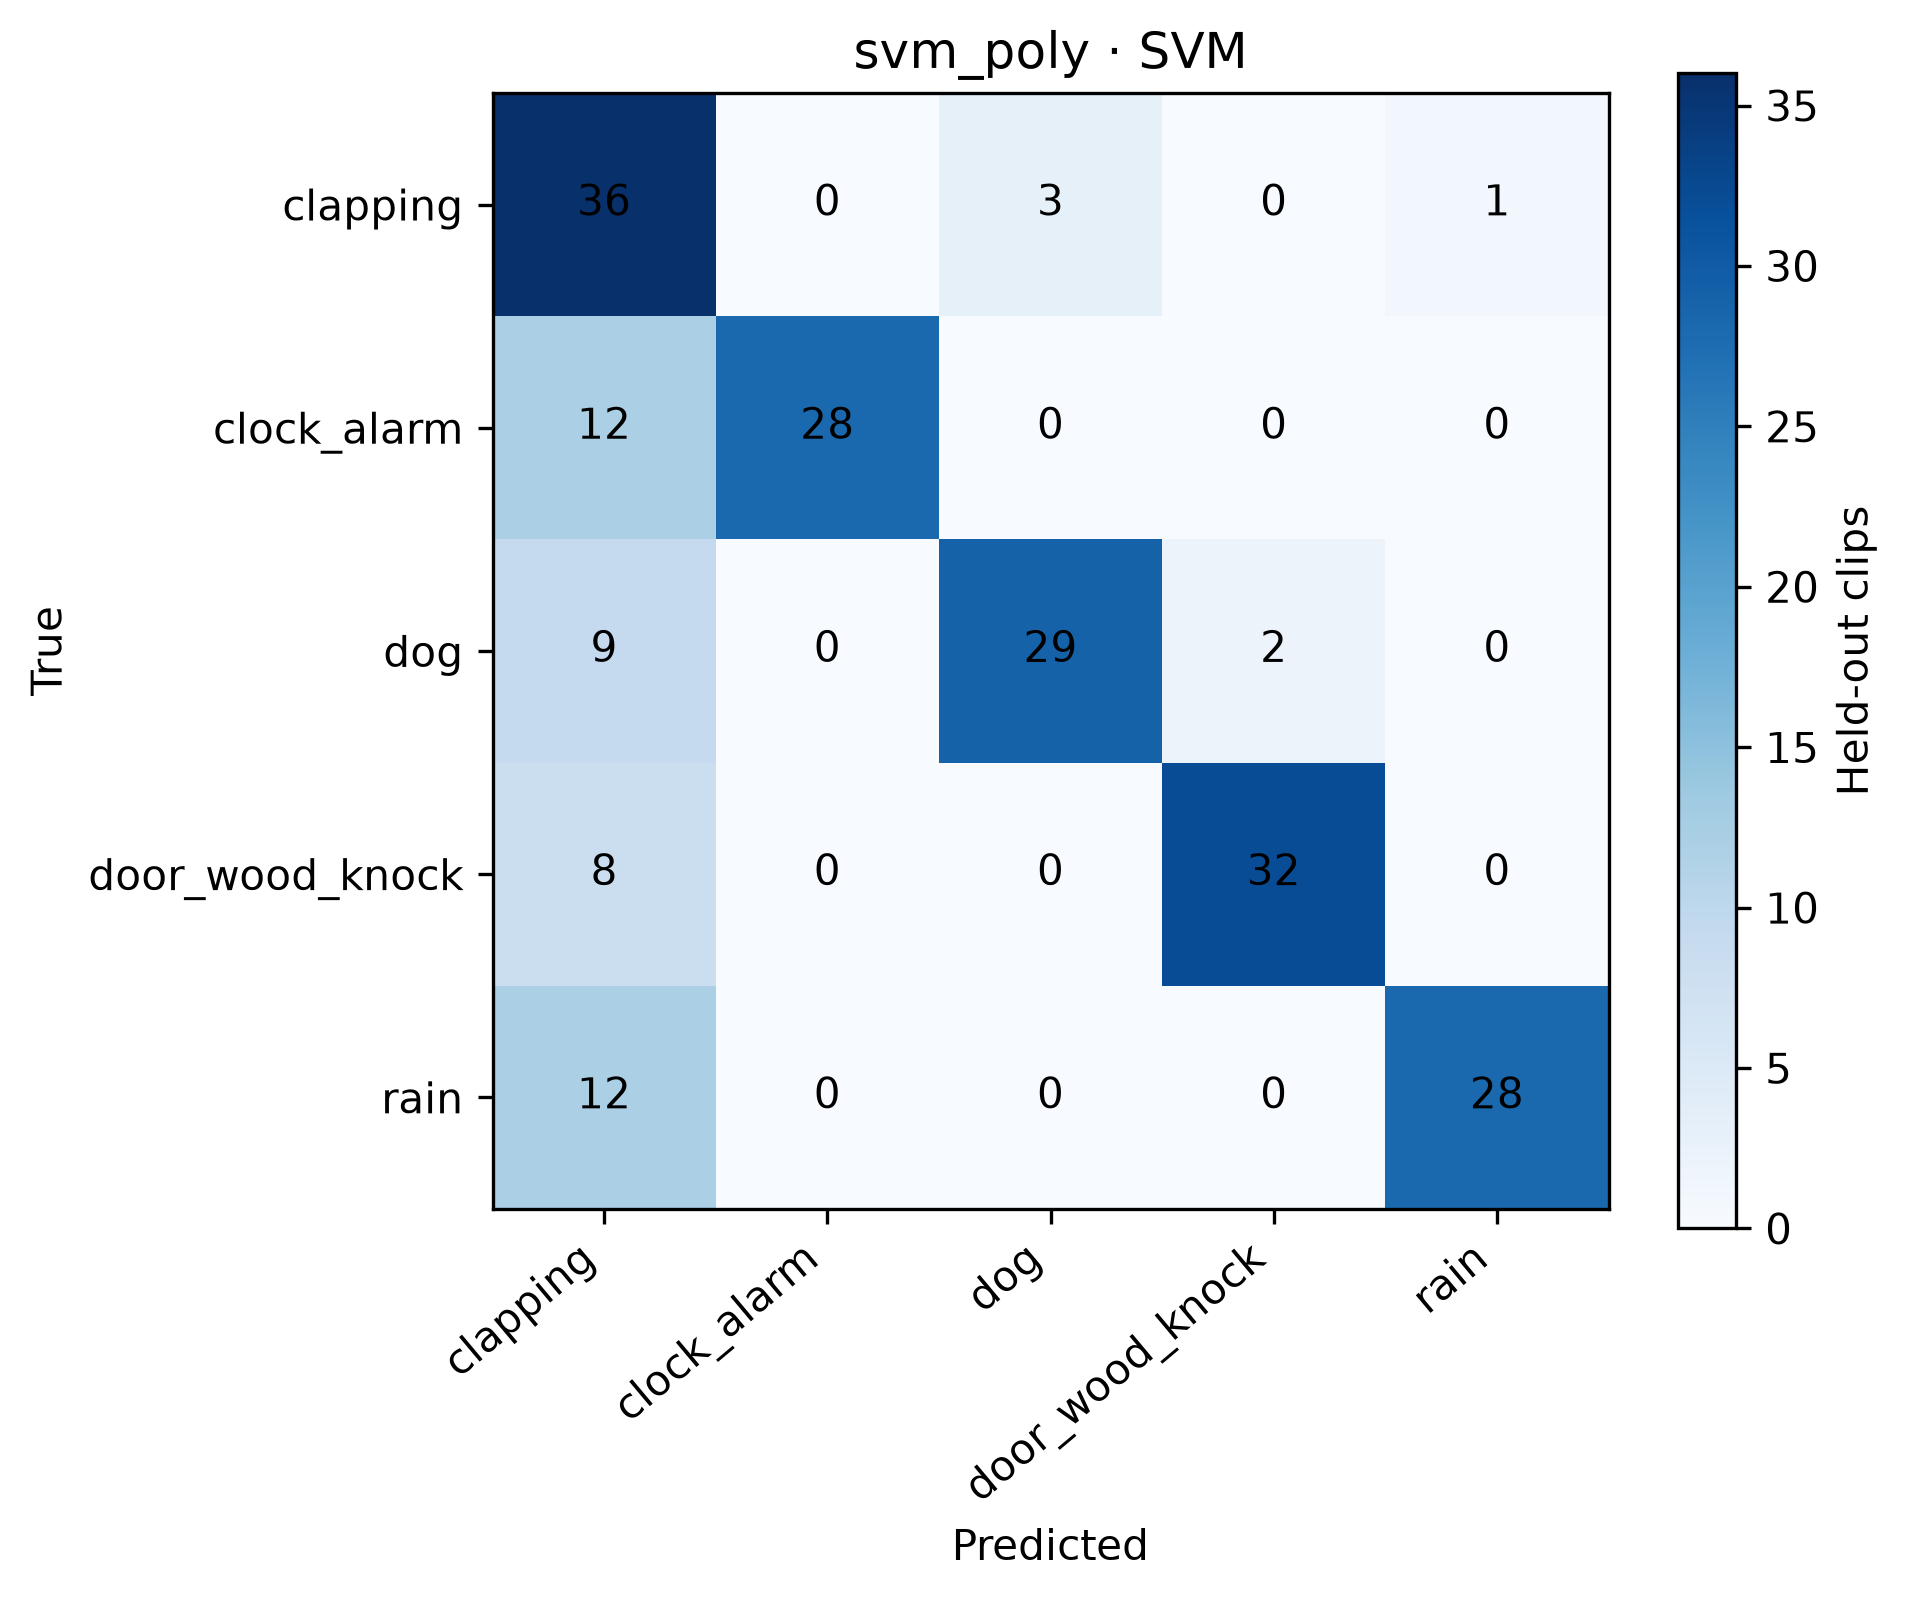 svm_poly · SVM
clapping 36 0 3 0 1
clock_alarm 12 28 0 0 0
dog 9 0 29 2 0
door_wood_knock 8 0 0 32 0
rain 12 0 0 0 28
True
clapping
clock_alarm
dog
door_wood_knock
rain
Predicted
35
30
25
20
15
10
5
0
Held-out clips